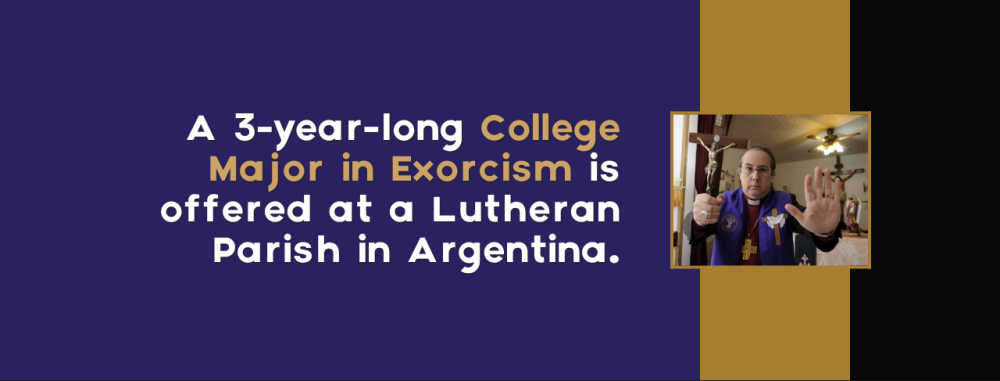 A 3-year-long College
Major in Exorcism is
offered at a Lutheran
Parish in Argentina.